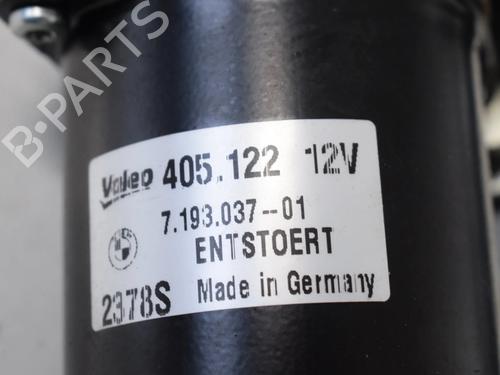 B-PARTS
Valeo 405.122 12V
7.193.037--01
ENTSTOERT
2378S Made in Germany